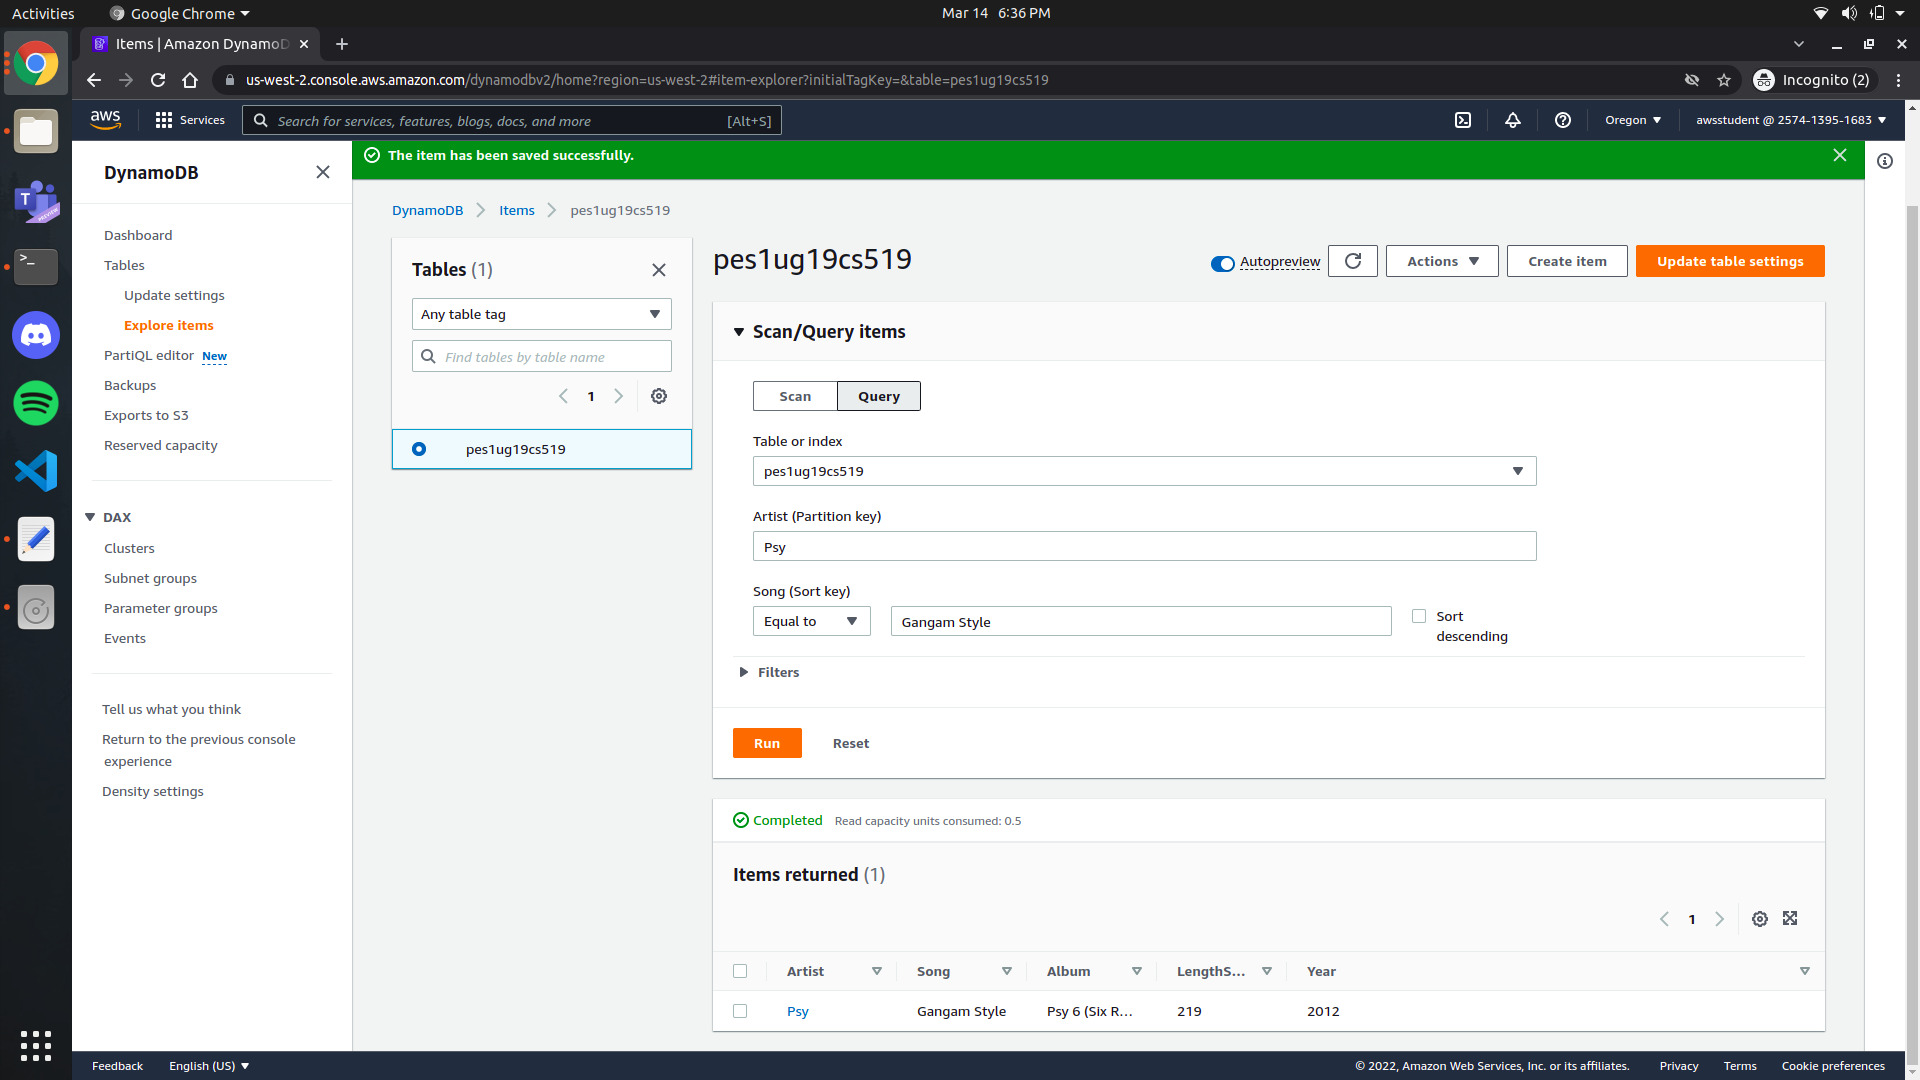 Activities
Google Chrome
Mar 14 6:36 PM
Items | Amazon DynamoD
us-west-2.console.aws.amazon.com/dynamodbv2/home?region=us-west-2#item-explorer?initialTagKey=&table=pes1ug19cs519
Incognito (2)
aws
Services
Search for services, features, blogs, docs, and more
[Alt+S]
Oregon
awsstudent @ 2574-1395-1683
DynamoDB
Dashboard
Tables
Update settings
Explore items
PartiQL editor New
Backups
Exports to S3
Reserved capacity
DAX
Clusters
Subnet groups
Parameter groups
Events
Tell us what you think
Return to the previous console
experience
Density settings
The item has been saved successfully.
DynamoDB
Items
pes1ug19cs519
Tables (1)
Any table tag
Find tables by table name
1
pes1ug19cs519
pes1ug19cs519
Autopreview
Actions
Create item
Update table settings
Scan/Query items
Scan
Query
Table or index
pes1ug19cs519
Artist (Partition key)
Psy
Song (Sort key)
Equal to
Gangam Style
Sort
descending
Filters
Run
Reset
Completed
Read capacity units consumed: 0.5
Items returned (1)
1
Artist Song Album LengthS... Year
Psy Gangam Style Psy 6 (Six R... 219 2012
Feedback
English (US)
© 2022, Amazon Web Services, Inc. or its affiliates.
Privacy
Terms
Cookie preferences